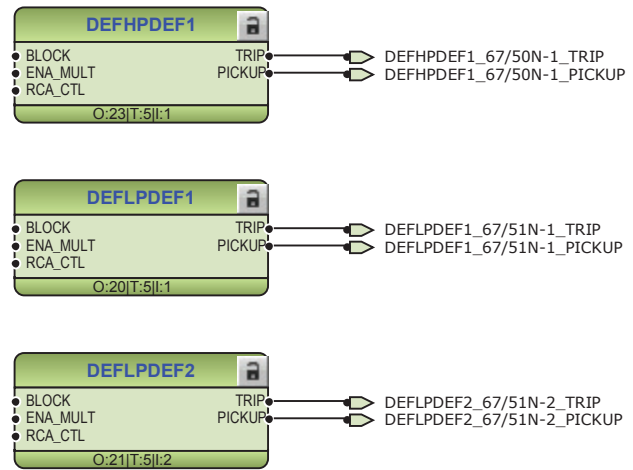 DEFHPDEF1
BLOCK TRIP DEFHPDEF1_67/50N-1_TRIP
ENA_MULT PICKUP DEFHPDEF1_67/50N-1_PICKUP
RCA_CTL
O:23|T:5|I:1
DEFLPDEF1
BLOCK TRIP DEFLPDEF1_67/51N-1_TRIP
ENA_MULT PICKUP DEFLPDEF1_67/51N-1_PICKUP
RCA_CTL
O:20|T:5|I:1
DEFLPDEF2
BLOCK TRIP DEFLPDEF2_67/51N-2_TRIP
ENA_MULT PICKUP DEFLPDEF2_67/51N-2_PICKUP
RCA_CTL
O:21|T:5|I:2